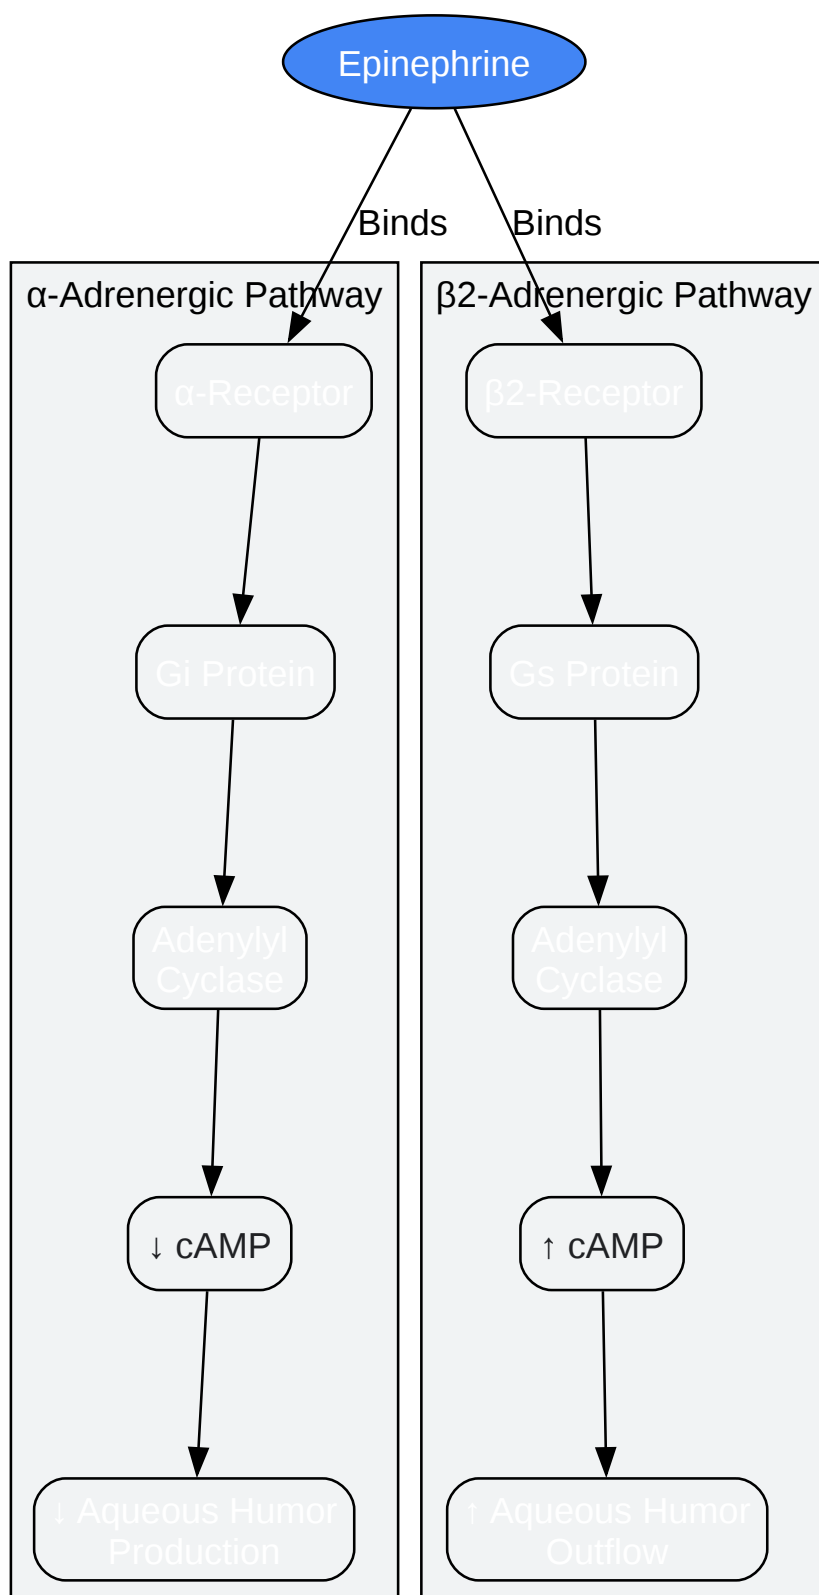 Epinephrine
Binds
Binds
α-Adrenergic Pathway
β2-Adrenergic Pathway
α-Receptor
β2-Receptor
Gi Protein
Gs Protein
Adenylyl
Cyclase
Adenylyl
Cyclase
↓ cAMP
↑ cAMP
↓ Aqueous Humor
Production
↑ Aqueous Humor
Outflow